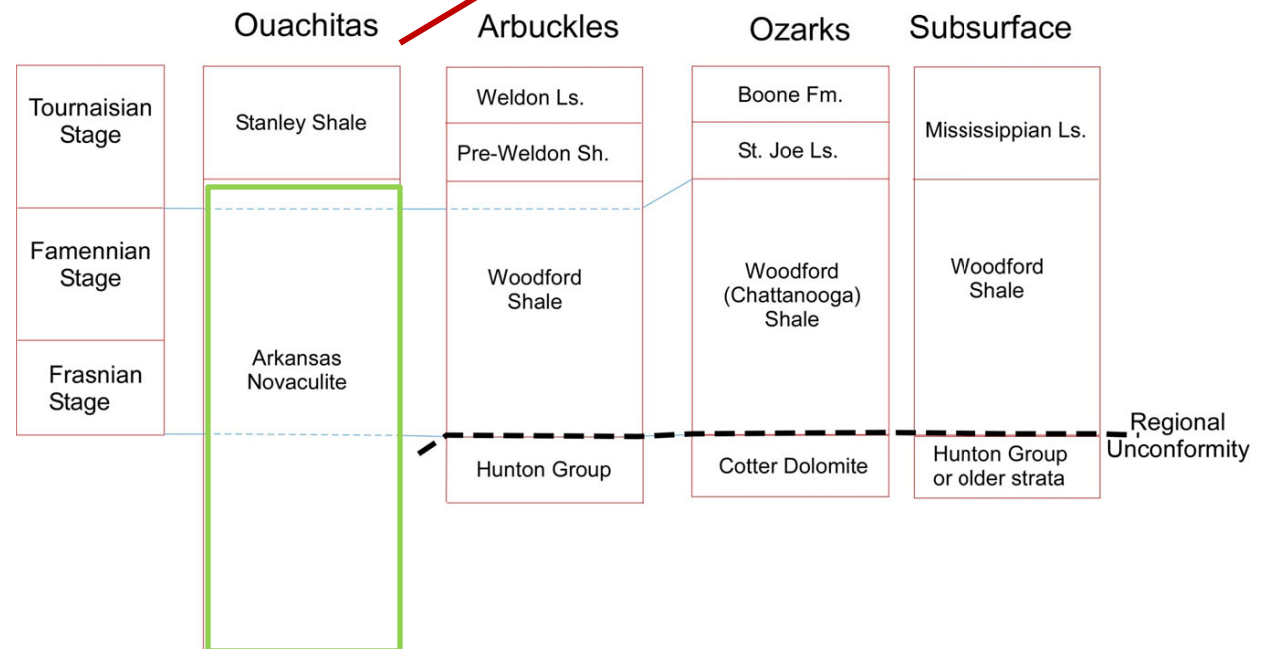 Ouachitas
Arbuckles
Ozarks
Subsurface
Tournaisian
Stage
Famennian
Stage
Frasnian
Stage
Stanley Shale
Arkansas
Novaculite
Weldon Ls.
Pre-Weldon Sh.
Woodford
Shale
Hunton Group
Boone Fm.
St. Joe Ls.
Woodford
(Chattanooga)
Shale
Cotter Dolomite
Mississippian Ls.
Woodford
Shale
Hunton Group
or older strata
Regional
Unconformity